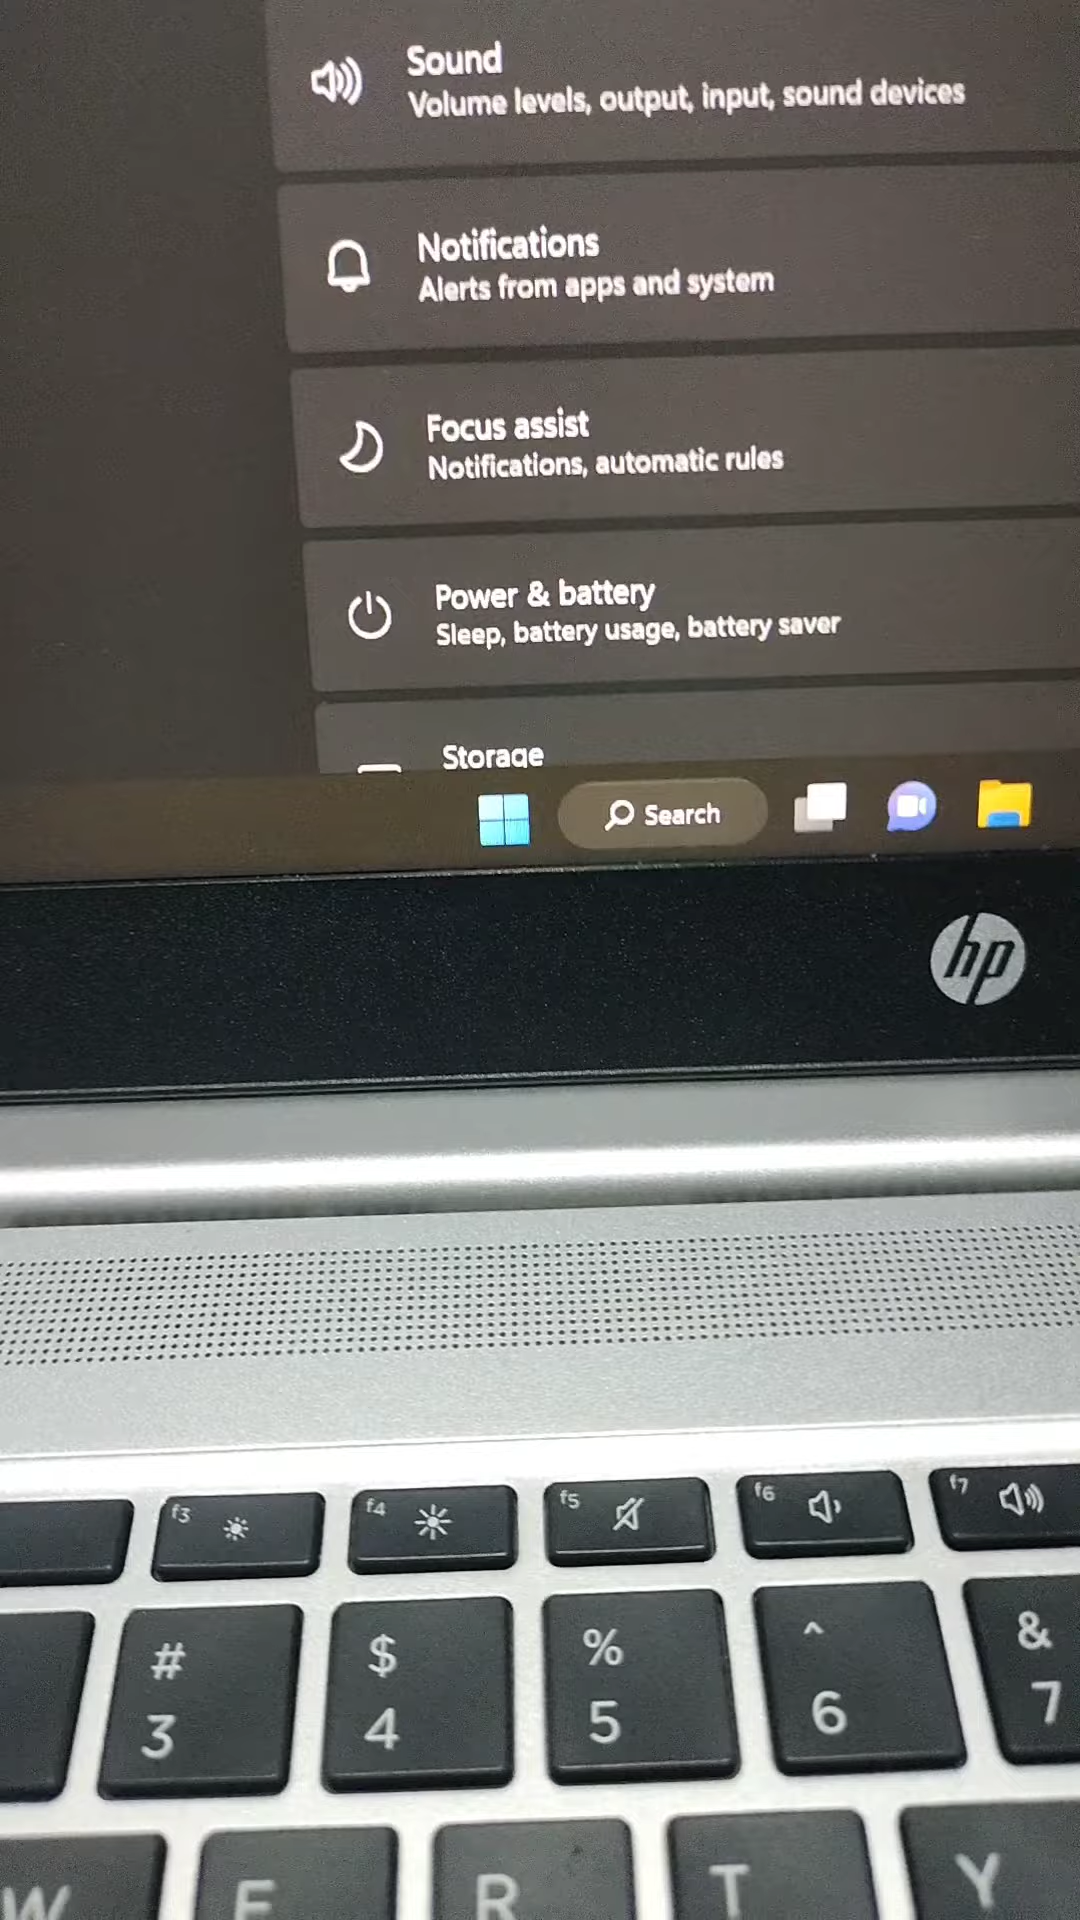 Sound
Volume levels, output, input, sound devices
Notifications
Alerts from apps and system
Focus assist
Notifications, automatic rules
Power & battery
Sleep, battery usage, battery saver
Storage
Search
hp
f3
f4
f5
f6
f7
#
3
$
4
%
5
^
6
&
7
W
E
R
T
Y